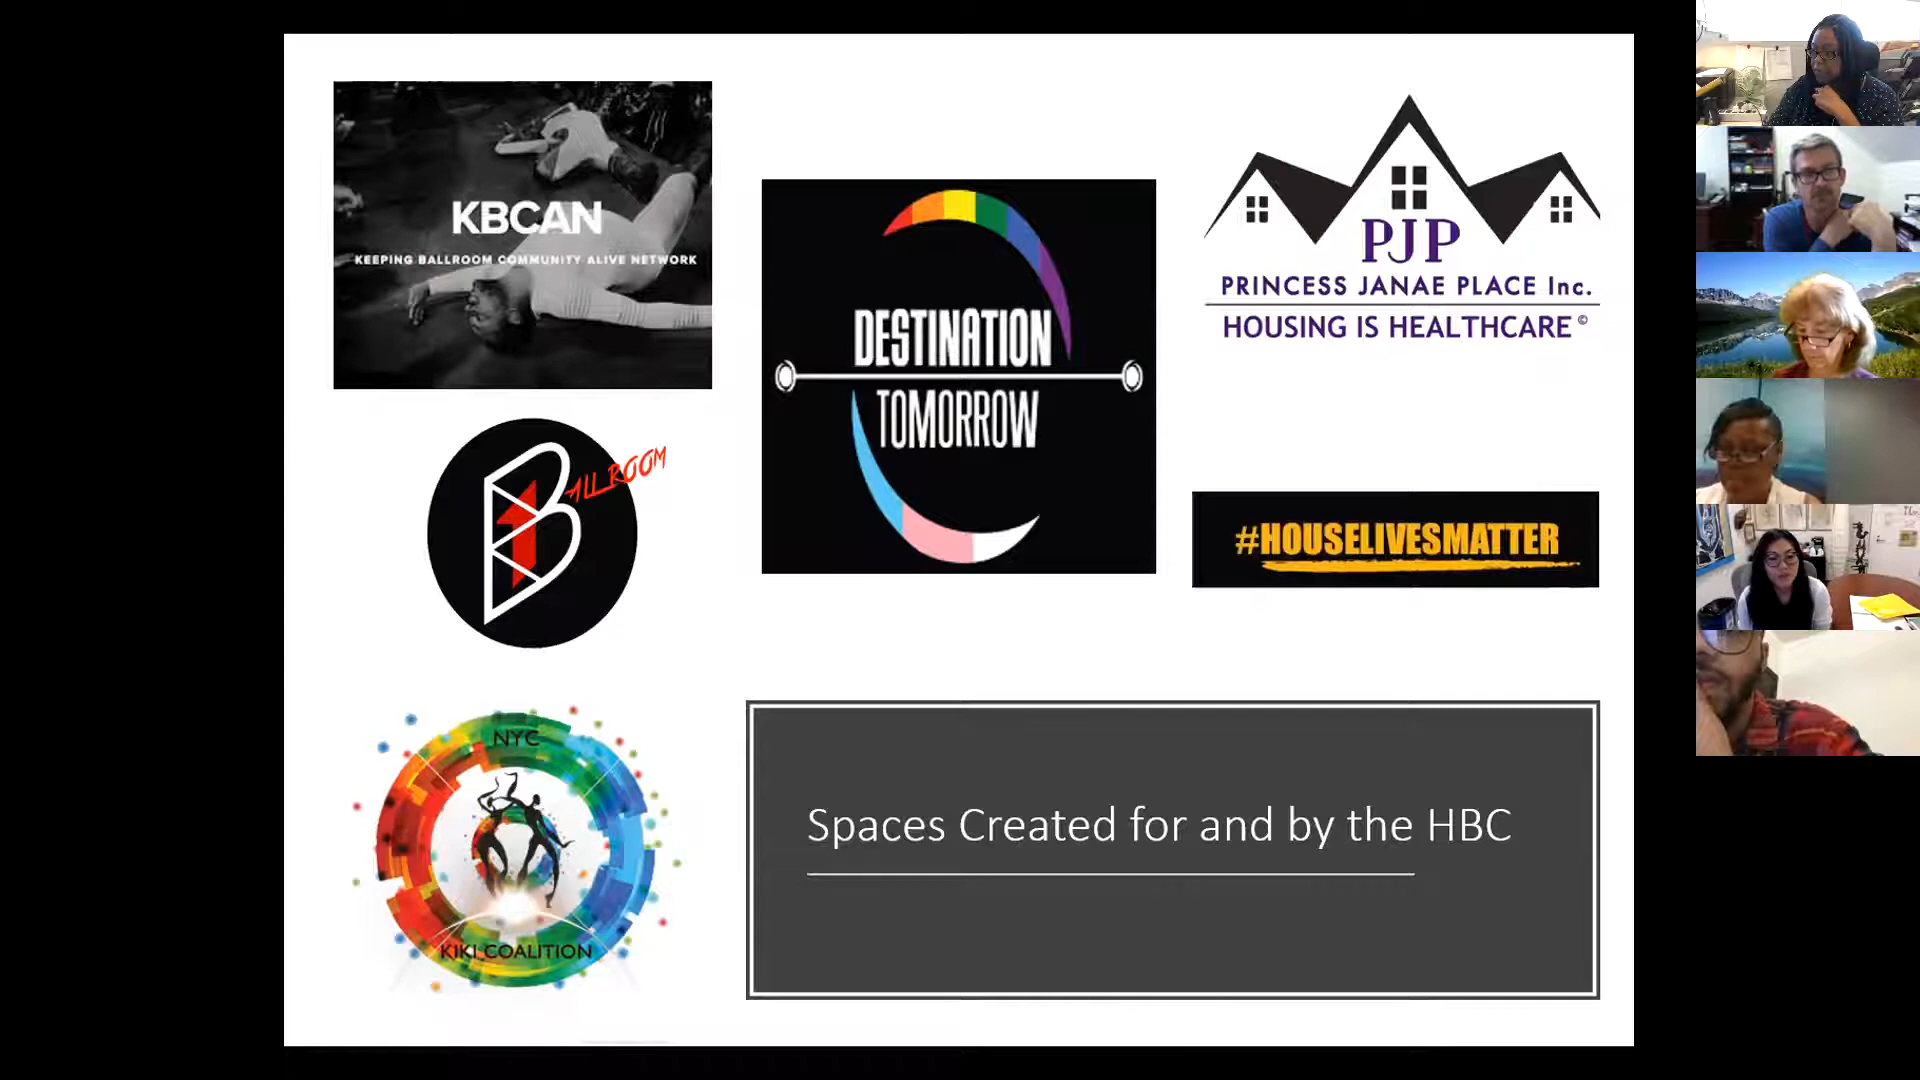 KBCAN
KEEPING BALLROOM COMMUNITY ALIVE NETWORK
DESTINATION
TOMORROW
PJP
PRINCESS JANAE PLACE Inc.
HOUSING IS HEALTHCARE©
BALLROOM
#HOUSELIVESMATTER
NYC
KIKI COALITION
Spaces Created for and by the HBC